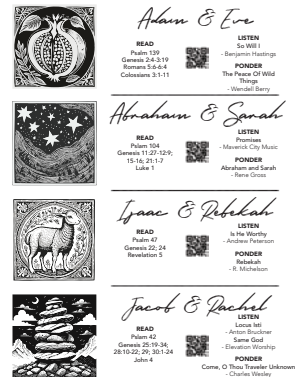 Adam & Eve
READ
Psalm 139
Genesis 2:4-3:19
Romans 5:6-6:4
Colossians 3:1-11
LISTEN
So Will I
- Benjamin Hastings
PONDER
The Peace Of Wild
Things
- Wendell Berry
Abraham & Sarah
READ
Pslam 104
Genesis 11:27-12:9;
15-16; 21:1-7
Luke 1
LISTEN
Promises
- Maverick City Music
PONDER
Abraham and Sarah
- Rene Gross
Isaac & Rebekah
READ
Psalm 47
Genesis 22; 24
Revelation 5
LISTEN
Is He Worthy
- Andrew Peterson
PONDER
Rebekah
- R. Michelson
Jacob & Rachel
READ
Pslam 42
Genesis 25:19-34;
28:10-22; 29; 30:1-24
John 4
LISTEN
Locus Isti
- Anton Bruckner
Same God
- Elevation Worship
PONDER
Come, O Thou Traveler Unknown
- Charles Wesley